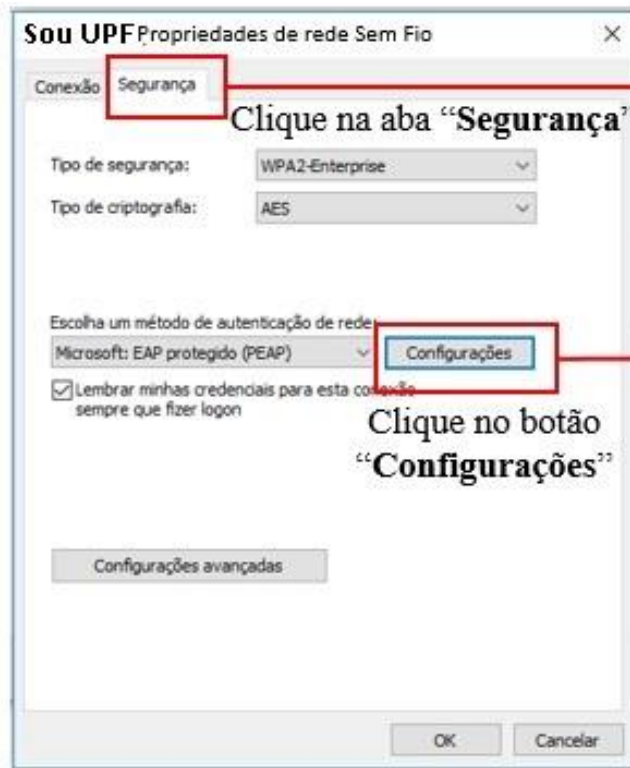 Sou UPF Propriedades de rede Sem Fio
Conexão Segurança
Clique na aba “Segurança”
Tipo de segurança: WPA2-Enterprise
Tipo de criptografia: AES
Escolha um método de autenticação de rede:
Microsoft: EAP protegido (PEAP) Configurações
Lembrar minhas credenciais para esta conexão
sempre que fizer logon
Clique no botão
“Configurações”
Configurações avançadas
OK Cancelar